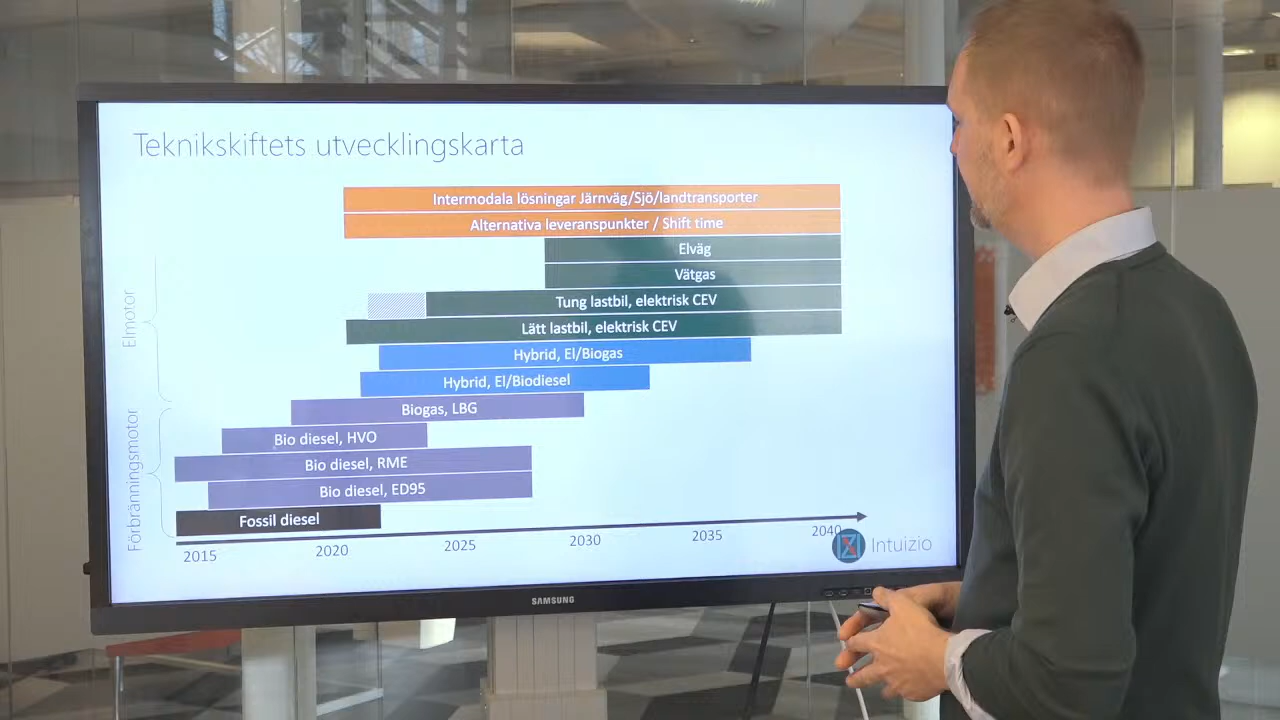 Teknikskiftets utvecklingskarta
Intermodala lösningar Järnväg/Sjö/landtransporter
Alternativa leveranspunkter / Shift time
Elväg
Vätgas
Tung lastbil, elektrisk CEV
Lätt lastbil, elektrisk CEV
Hybrid, El/Biogas
Hybrid, El/Biodiesel
Biogas, LBG
Bio diesel, HVO
Bio diesel, RME
Bio diesel, ED95
Fossil diesel
Elmotor
Förbränningsmotor
2015 2020 2025 2030 2035 2040
Intuizio
SAMSUNG